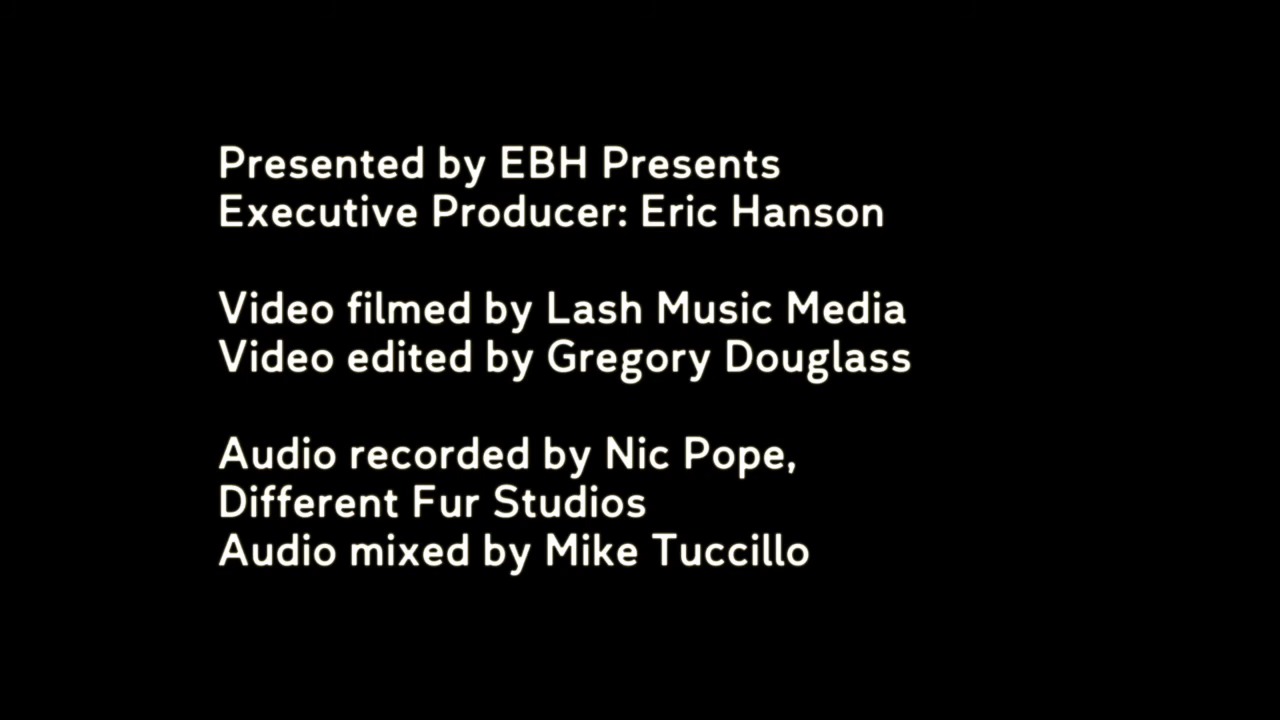 Presented by EBH Presents
Executive Producer: Eric Hanson
Video filmed by Lash Music Media
Video edited by Gregory Douglass
Audio recorded by Nic Pope,
Different Fur Studios
Audio mixed by Mike Tuccillo